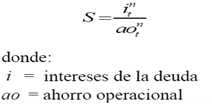 S = i_t^n / ao_t^n
donde:
i = intereses de la deuda
ao = ahorro operacional